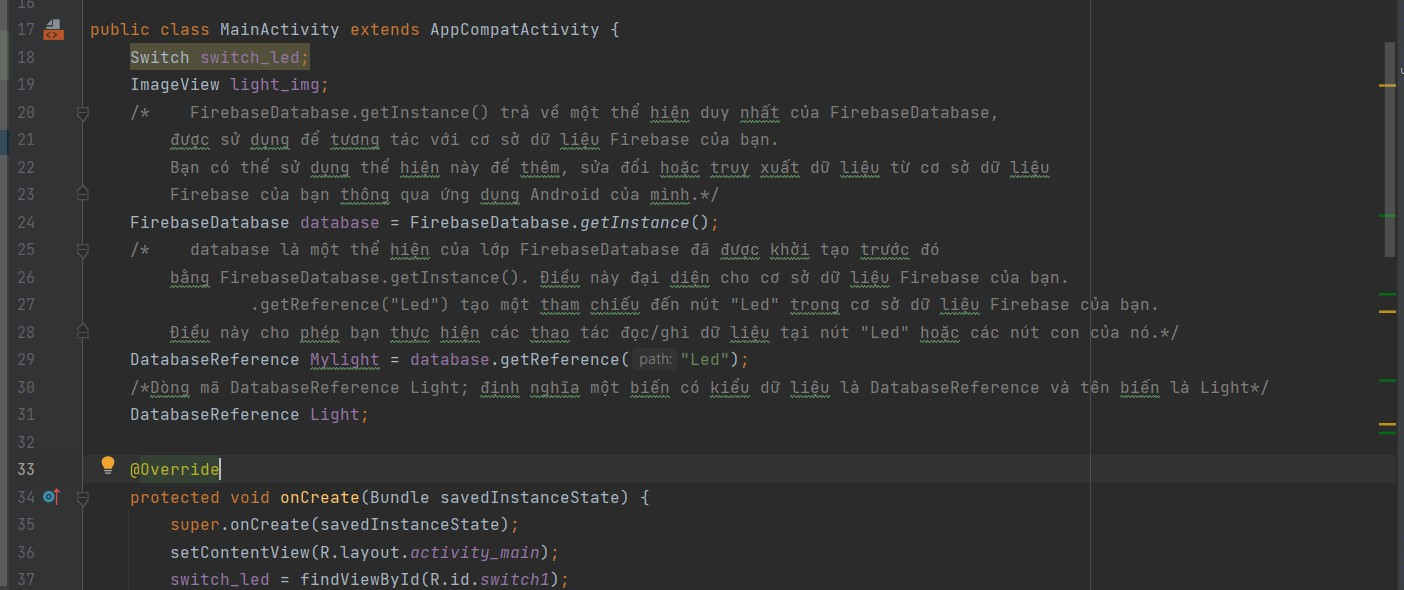 16
17 public class MainActivity extends AppCompatActivity {
18 Switch switch_led;
19 ImageView light_img;
20 /*    FirebaseDatabase.getInstance() trả về một thể hiện duy nhất của FirebaseDatabase,
21 được sử dụng để tương tác với cơ sở dữ liệu Firebase của bạn.
22 Bạn có thể sử dụng thể hiện này để thêm, sửa đổi hoặc truy xuất dữ liệu từ cơ sở dữ liệu
23 Firebase của bạn thông qua ứng dụng Android của mình.*/
24 FirebaseDatabase database = FirebaseDatabase.getInstance();
25 /*    database là một thể hiện của lớp FirebaseDatabase đã được khởi tạo trước đó
26 bằng FirebaseDatabase.getInstance(). Điều này đại diện cho cơ sở dữ liệu Firebase của bạn.
27 .getReference("Led") tạo một tham chiếu đến nút "Led" trong cơ sở dữ liệu Firebase của bạn.
28 Điều này cho phép bạn thực hiện các thao tác đọc/ghi dữ liệu tại nút "Led" hoặc các nút con của nó.*/
29 DatabaseReference Mylight = database.getReference( path: "Led");
30 /*Dòng mã DatabaseReference Light; định nghĩa một biến có kiểu dữ liệu là DatabaseReference và tên biến là Light*/
31 DatabaseReference Light;
32
33 @Override
34 protected void onCreate(Bundle savedInstanceState) {
35 super.onCreate(savedInstanceState);
36 setContentView(R.layout.activity_main);
37 switch_led = findViewById(R.id.switch1);